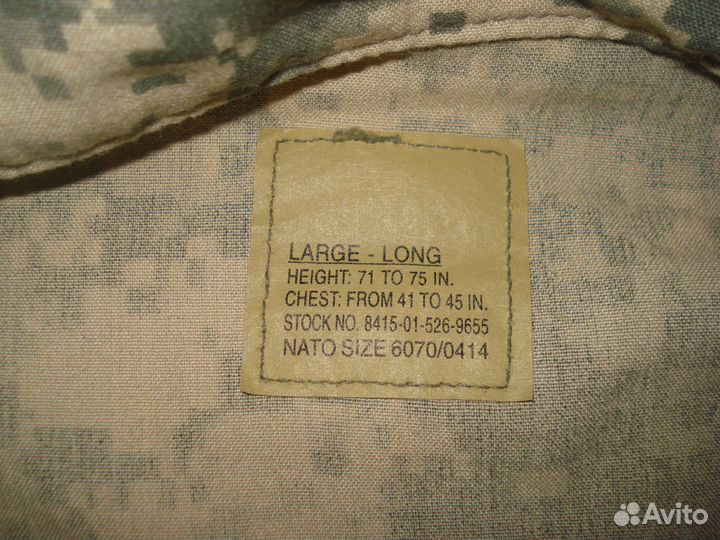 LARGE - LONG
HEIGHT: 71 TO 75 IN.
CHEST: FROM 41 TO 45 IN.
STOCK NO. 8415-01-526-9655
NATO SIZE 6070/0414
Avito